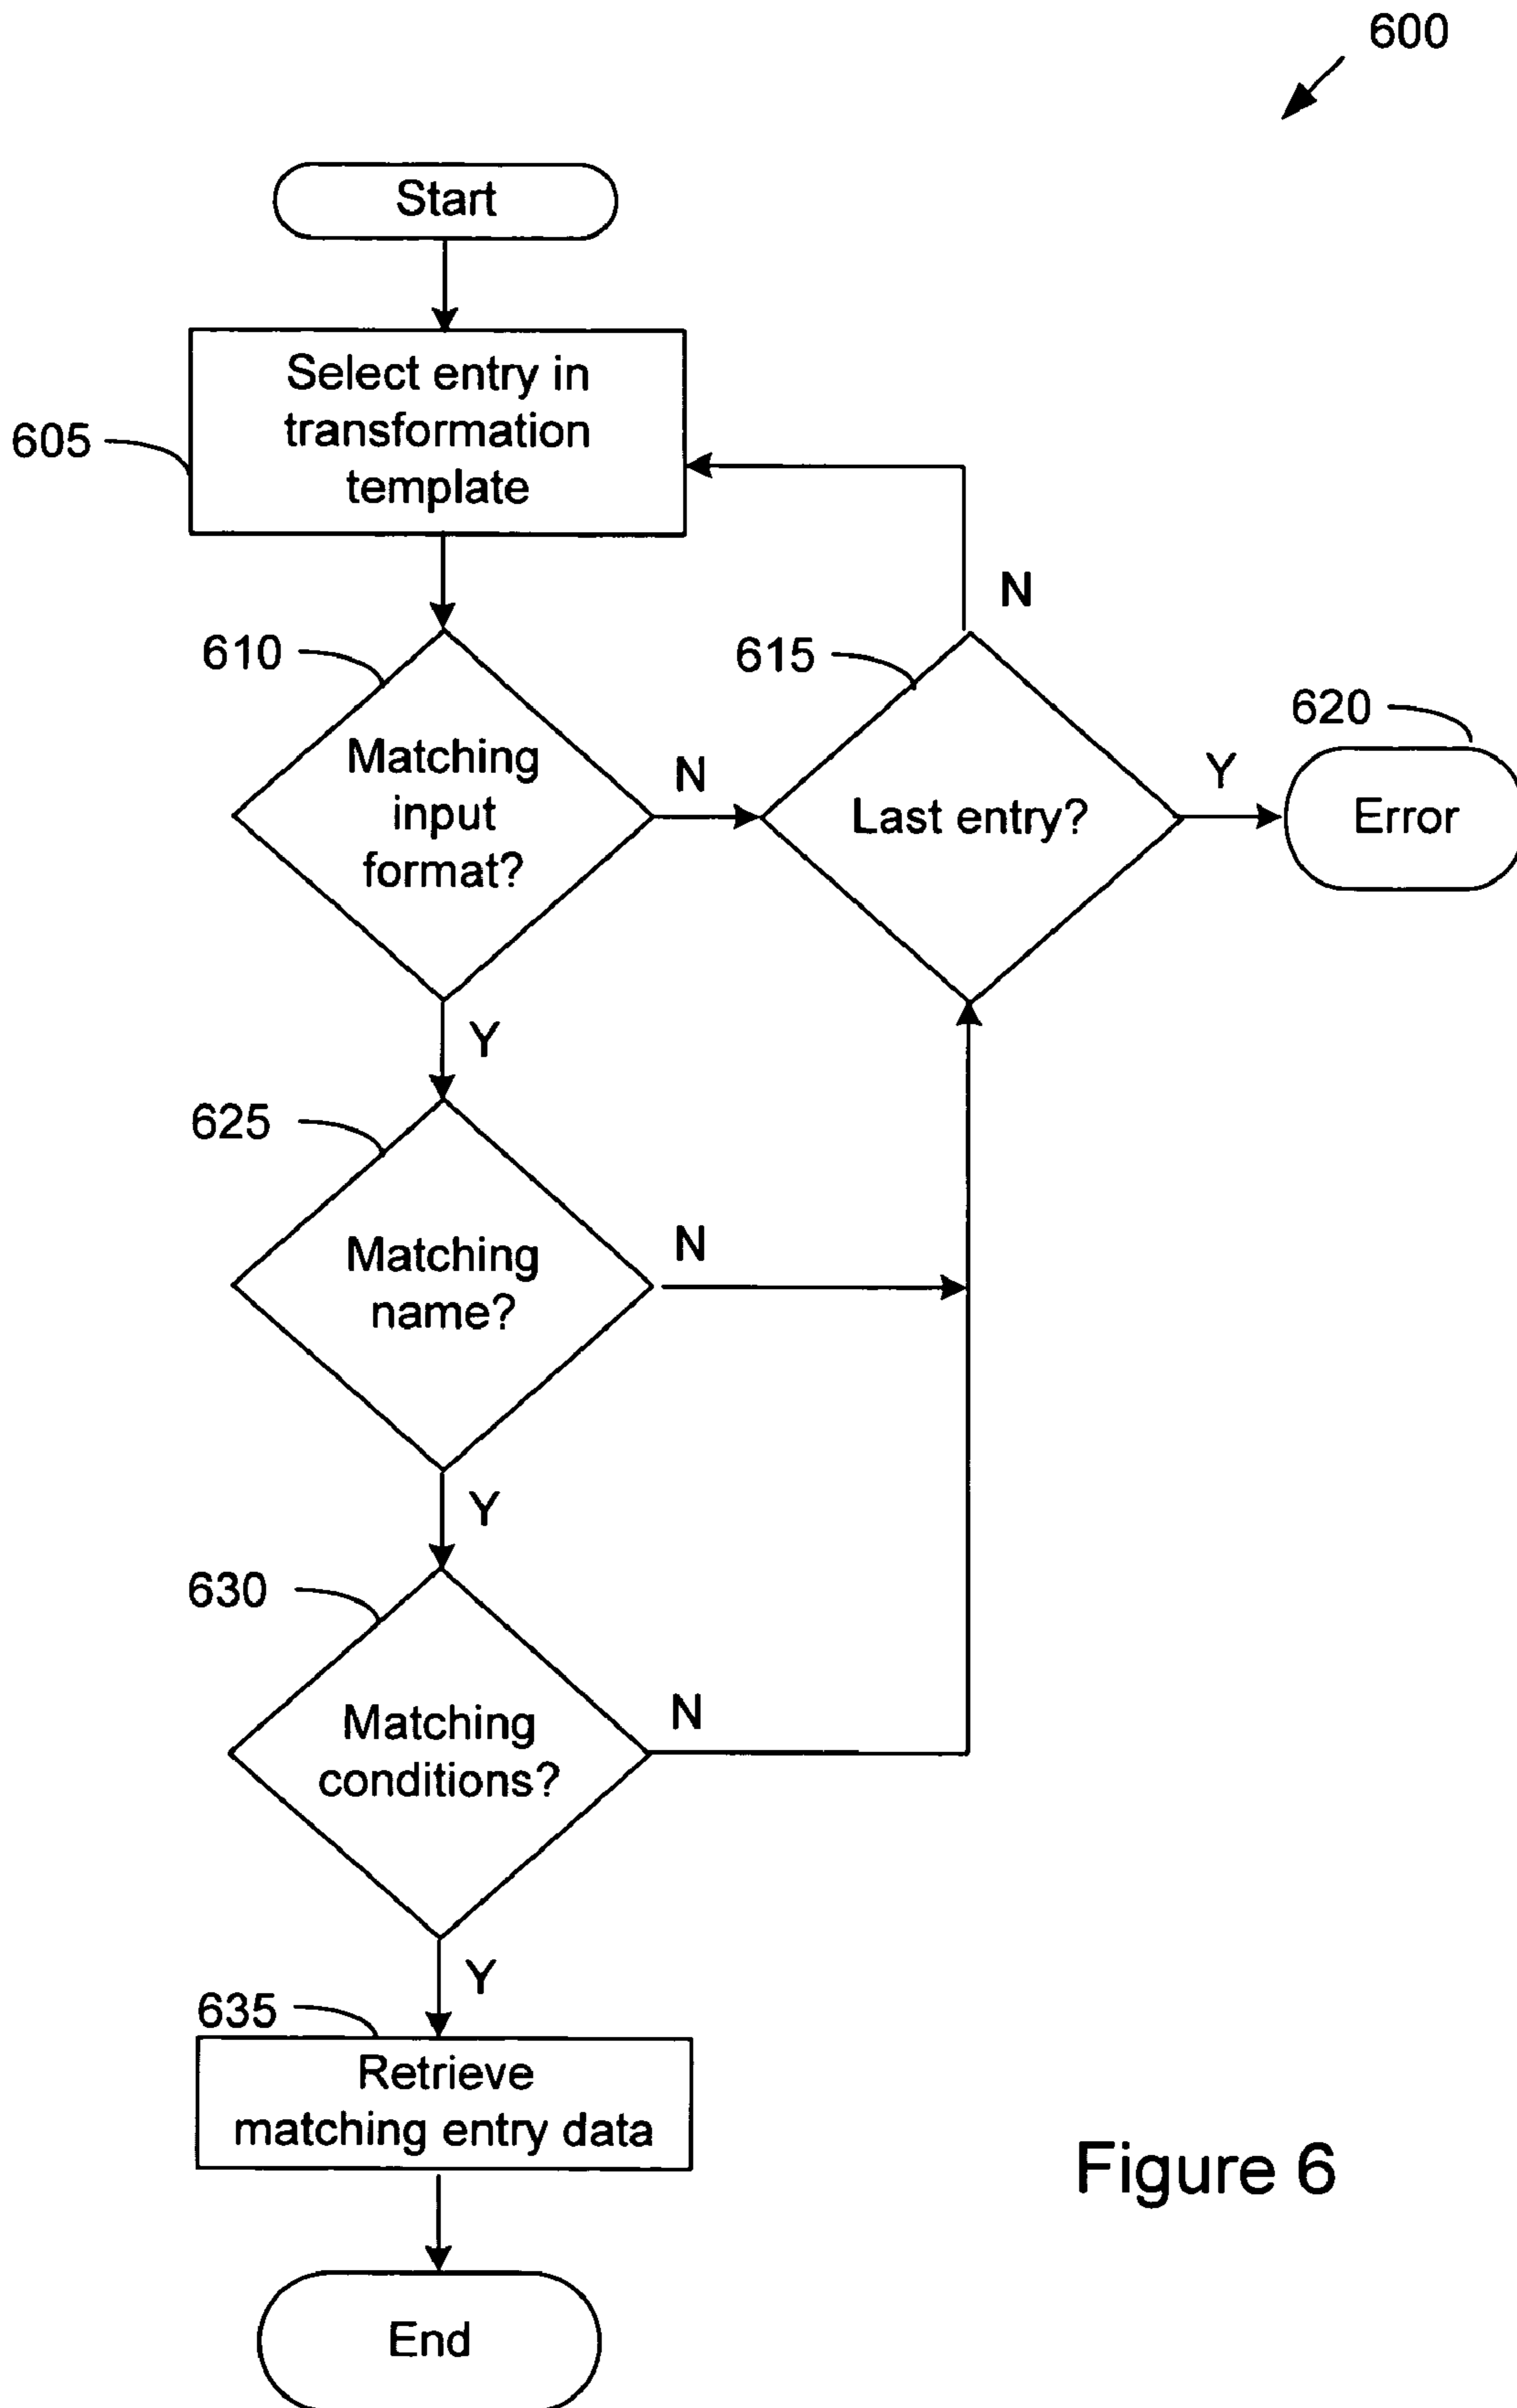 600
Start
Select entry in
transformation
template
605
N
610
615
620
Matching
input
format?
N
Last entry?
Y
Error
Y
625
Matching
name?
N
Y
630
Matching
conditions?
N
Y
635
Retrieve
matching entry data
Figure 6
End